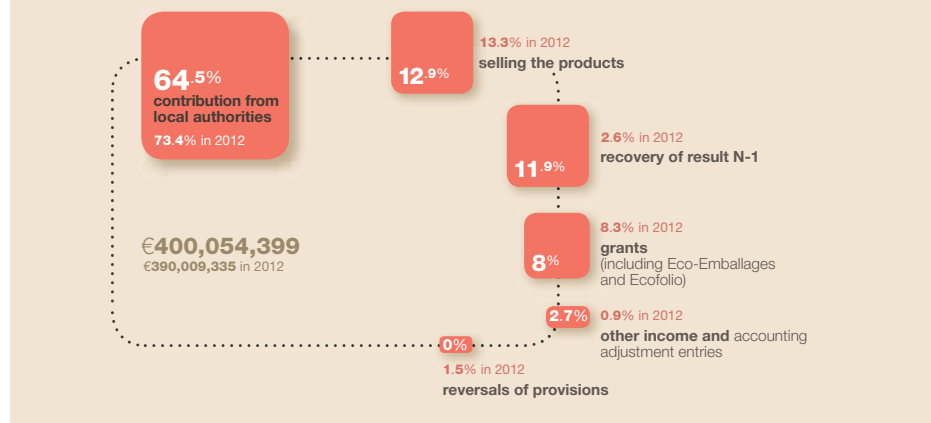 64.5%
contribution from
local authorities
73.4% in 2012
12.9%
13.3% in 2012
selling the products
11.9%
2.6% in 2012
recovery of result N-1
8%
8.3% in 2012
grants
(including Eco-Emballages
and Ecofolio)
2.7%
0.9% in 2012
other income and accounting
adjustment entries
0%
1.5% in 2012
reversals of provisions
€400,054,399
€390,009,335 in 2012